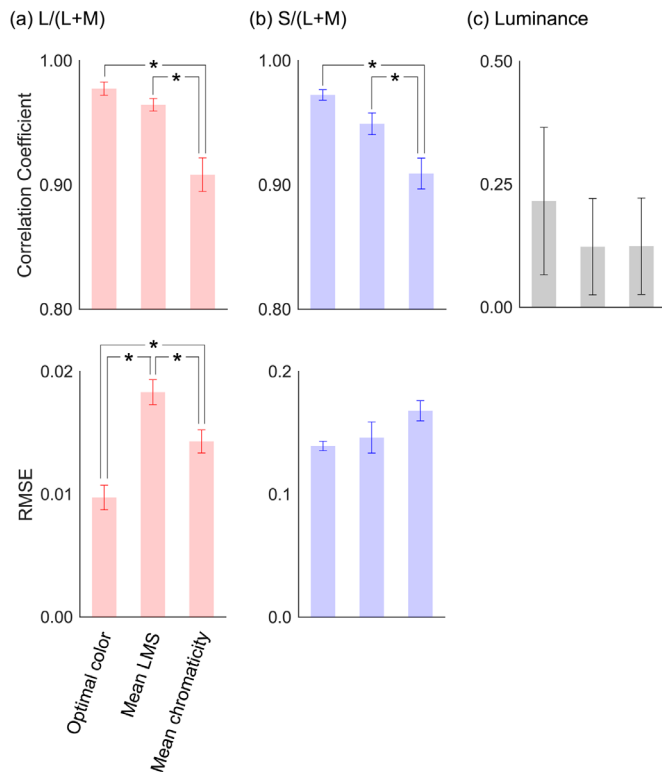 (a) L/(L+M)
(b) S/(L+M)
(c) Luminance
Correlation Coefficient
1.00
0.90
0.80
*
*
1.00
0.90
0.80
*
*
0.50
0.25
0.00
RMSE
0.02
0.01
0.00
*
*
*
0.2
0.1
0.0
Optimal color
Mean LMS
Mean chromaticity